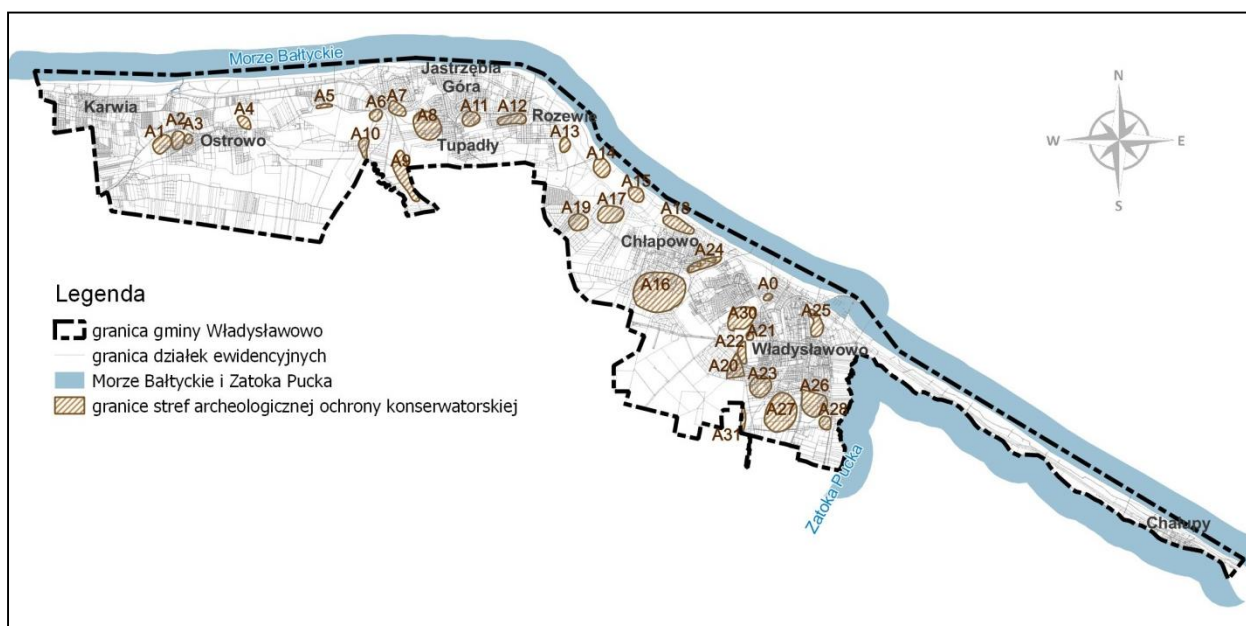 Morze Bałtyckie
Jastrzębia
Góra
Karwia
A5
A7
A6
A4
A2
A1
A3
Ostrowo
A8
A11
A12
Rozewie
A13
A10
Tupadły
A9
A14
A15
A17
A19
A18
Chłapowo
A24
A16
A0
A30
A25
A21
A22
Władysławowo
A20
A23
A26
A27
A28
A31
Zatoka Pucka
Chałupy
N
W
E
S
Legenda
granica gminy Władysławowo
granica działek ewidencyjnych
Morze Bałtyckie i Zatoka Pucka
granice stref archeologicznej ochrony konserwatorskiej